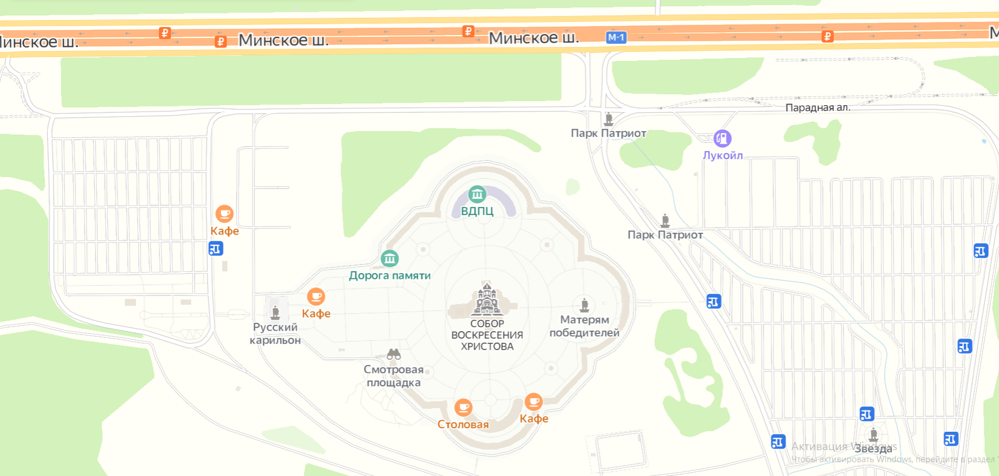 Минское ш.
Минское ш.
М-1
инское ш.
М
Парадная ал.
Парк Патриот
Лукойл
ВДПЦ
Кафе
Парк Патриот
Дорога памяти
Кафе
Русский
карильон
СОБОР
ВОСКРЕСЕНИЯ
ХРИСТОВА
Матерям
победителей
Смотровая
площадка
Столовая
Кафе
Активация Windows
Звезда
Чтобы активировать Windows, перейдите в раздел